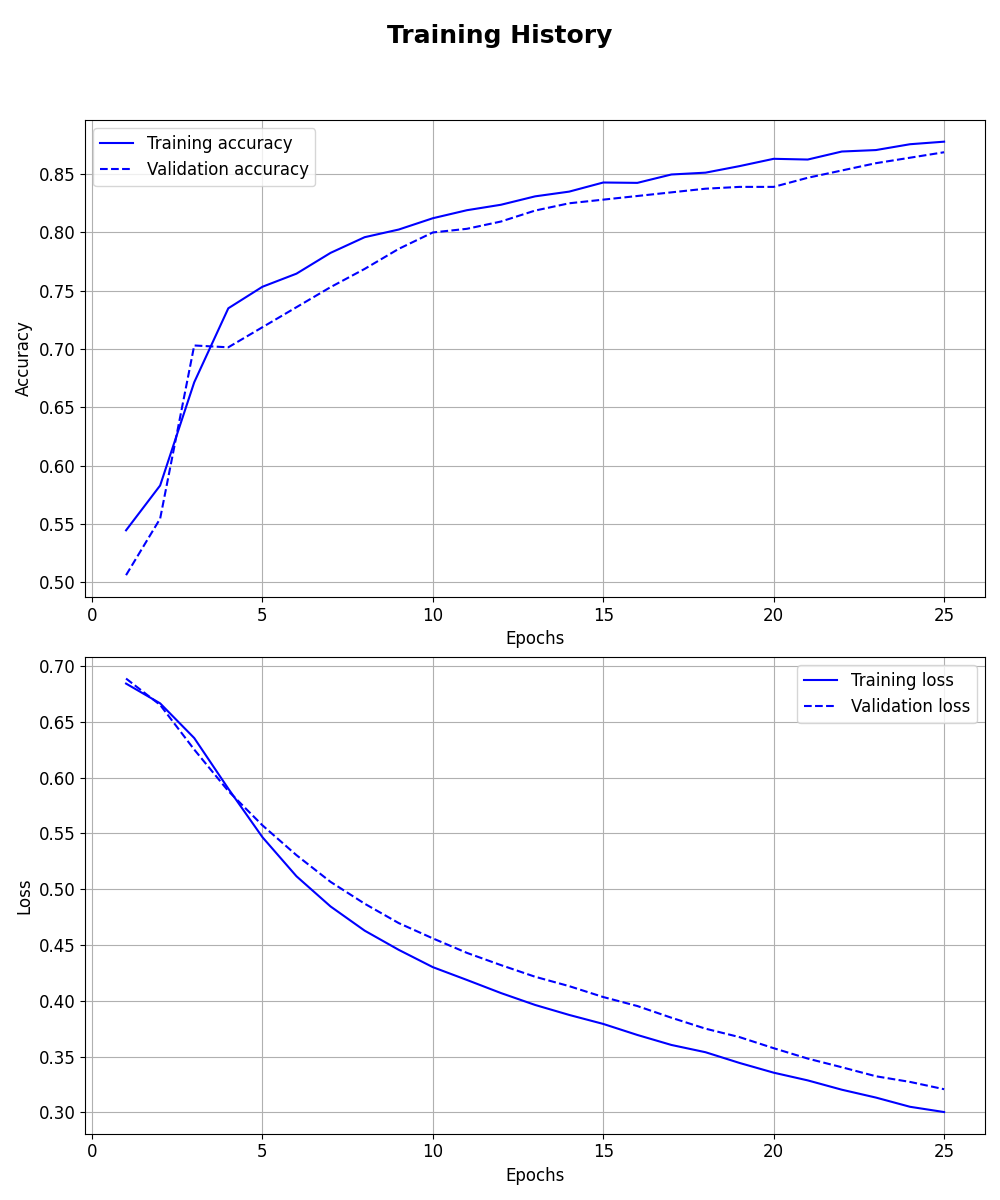 Training History
Training accuracy
Validation accuracy
0.85
0.80
0.75
0.70
0.65
0.60
0.55
0.50
Accuracy
0 5 10 15 20 25
Epochs
Training loss
Validation loss
0.70
0.65
0.60
0.55
0.50
0.45
0.40
0.35
0.30
Loss
0 5 10 15 20 25
Epochs